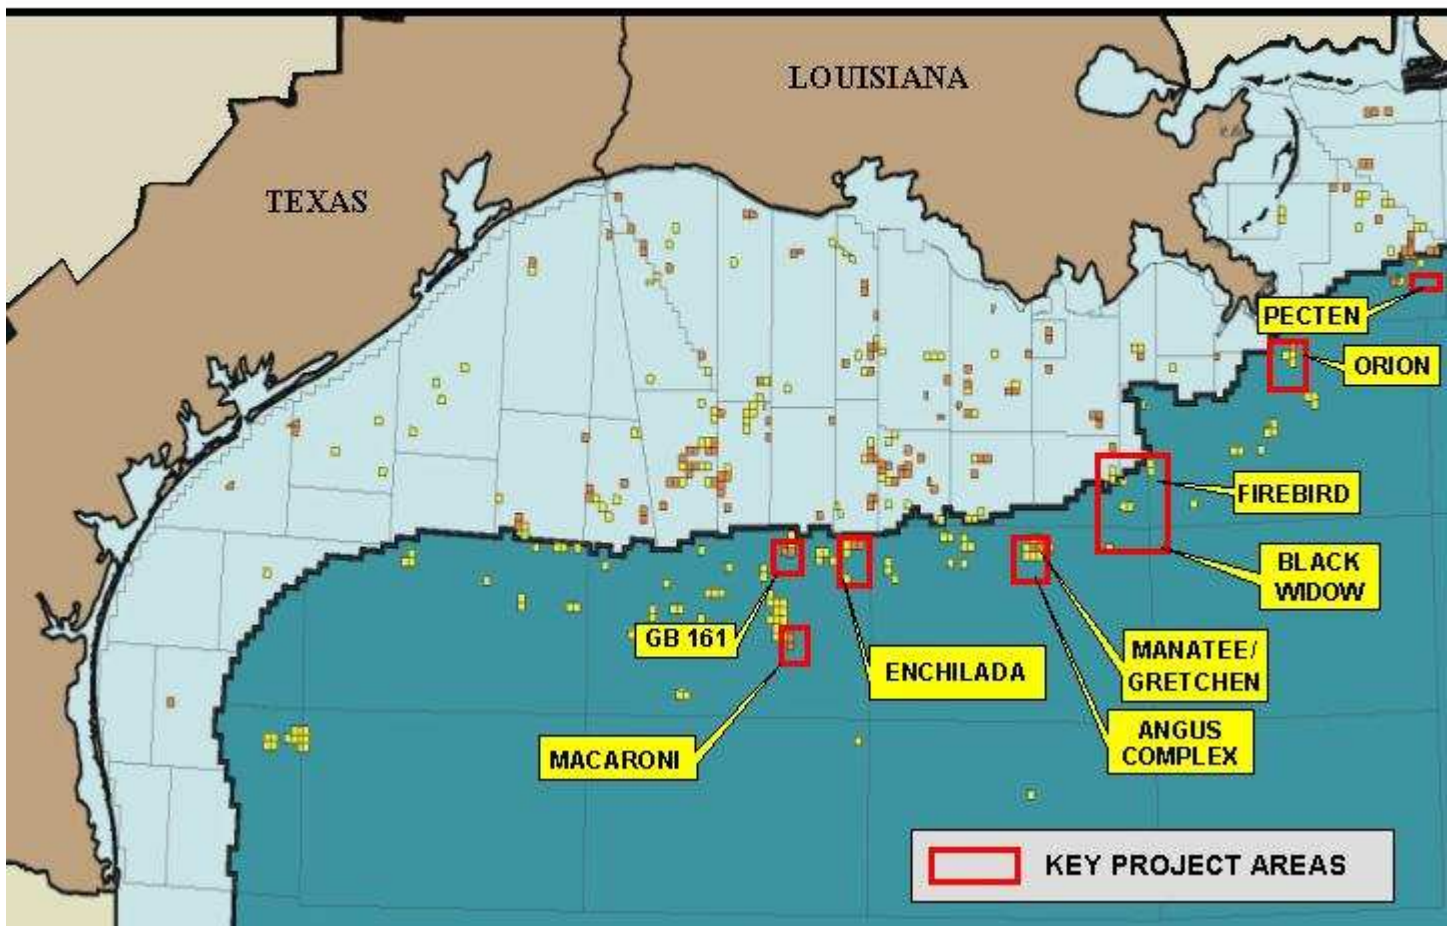 LOUISIANA
TEXAS
PECTEN
ORION
FIREBIRD
BLACK
WIDOW
GB 161
ENCHILADA
MANATEE/
GRETCHEN
MACARONI
ANGUS
COMPLEX
KEY PROJECT AREAS